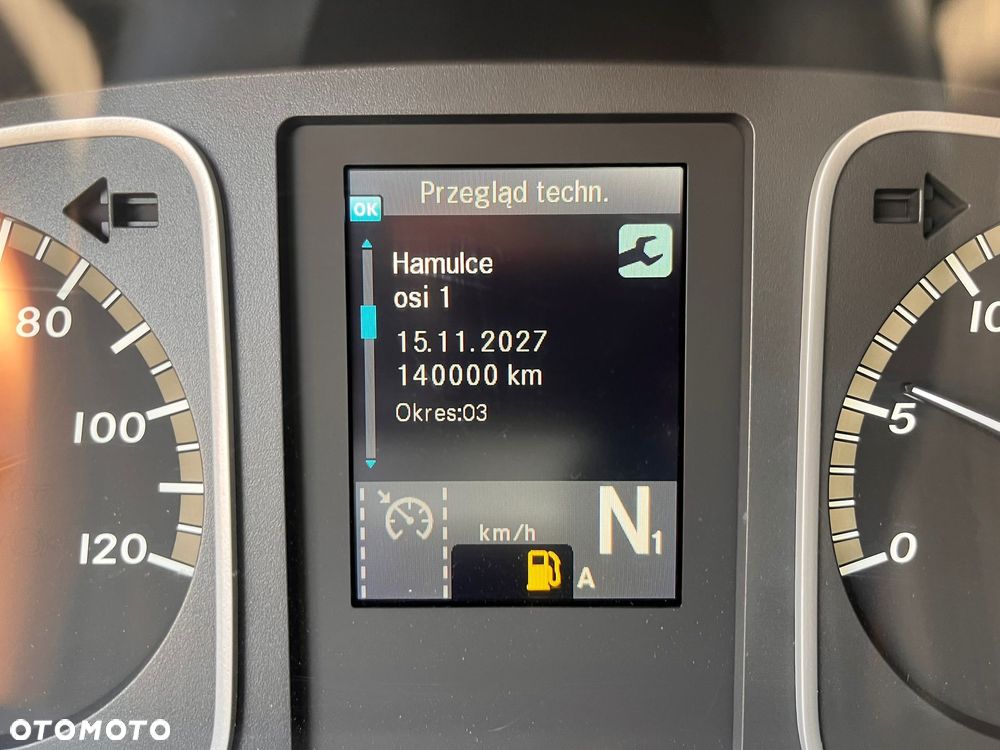 Przegląd techn.
OK
Hamulce
osi 1
15.11.2027
140000 km
Okres:03
80
100
120
km/h
N1
A
10
5
0
OTOMOTO